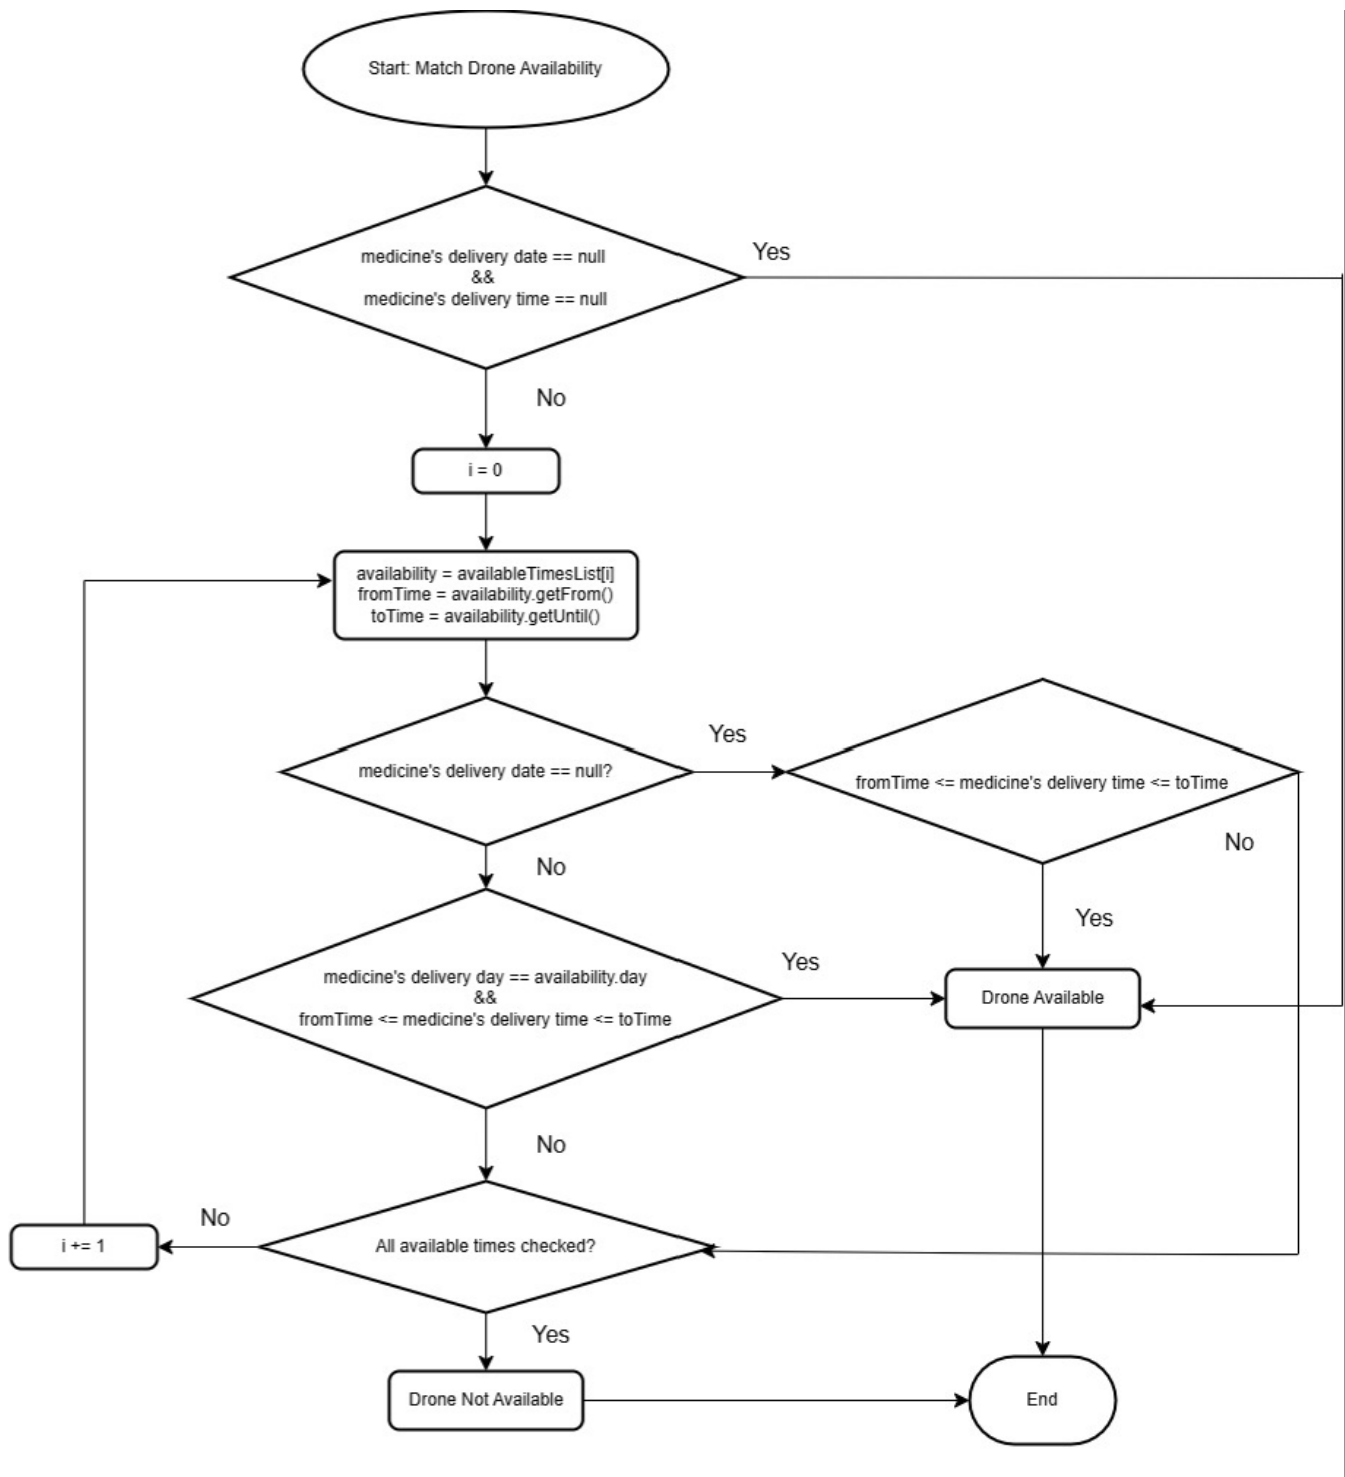 Start: Match Drone Availability
medicine's delivery date == null
&&
medicine's delivery time == null
Yes
No
i = 0
availability = availableTimesList[i]
fromTime = availability.getFrom()
toTime = availability.getUntil()
medicine's delivery date == null?
Yes
fromTime <= medicine's delivery time <= toTime
No
No
Yes
medicine's delivery day == availability.day
&&
fromTime <= medicine's delivery time <= toTime
Yes
Drone Available
No
All available times checked?
No
i += 1
Yes
Drone Not Available
End